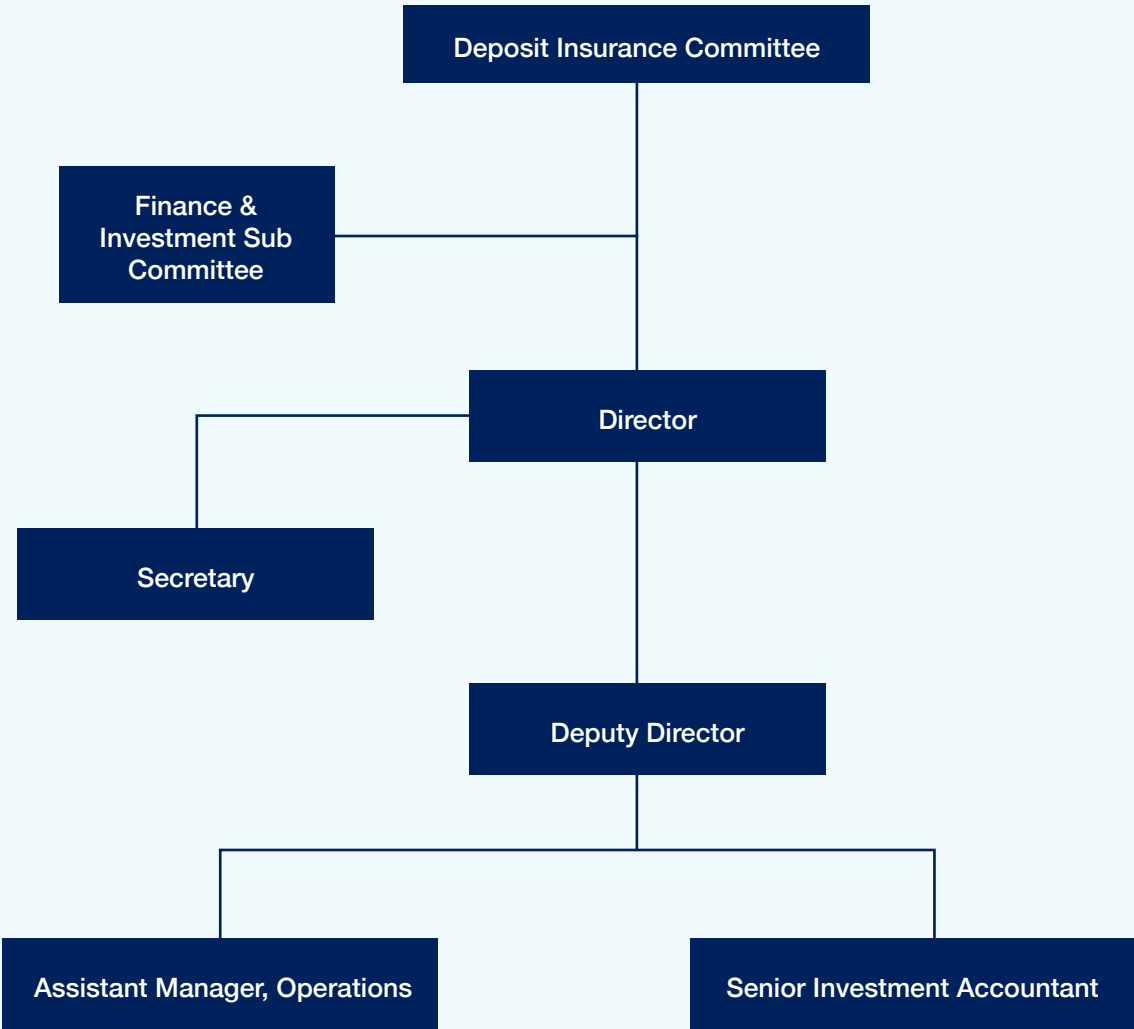 Deposit Insurance Committee
Finance &
Investment Sub
Committee
Director
Secretary
Deputy Director
Assistant Manager, Operations
Senior Investment Accountant